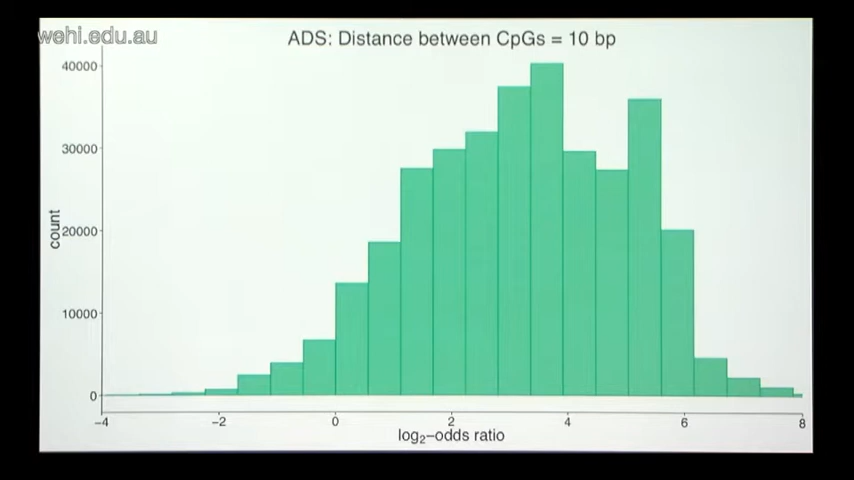 wehi.edu.au
ADS: Distance between CpGs = 10 bp
40000
30000
20000
10000
0
count
−4 −2 0 2 4 6 8
log₂−odds ratio